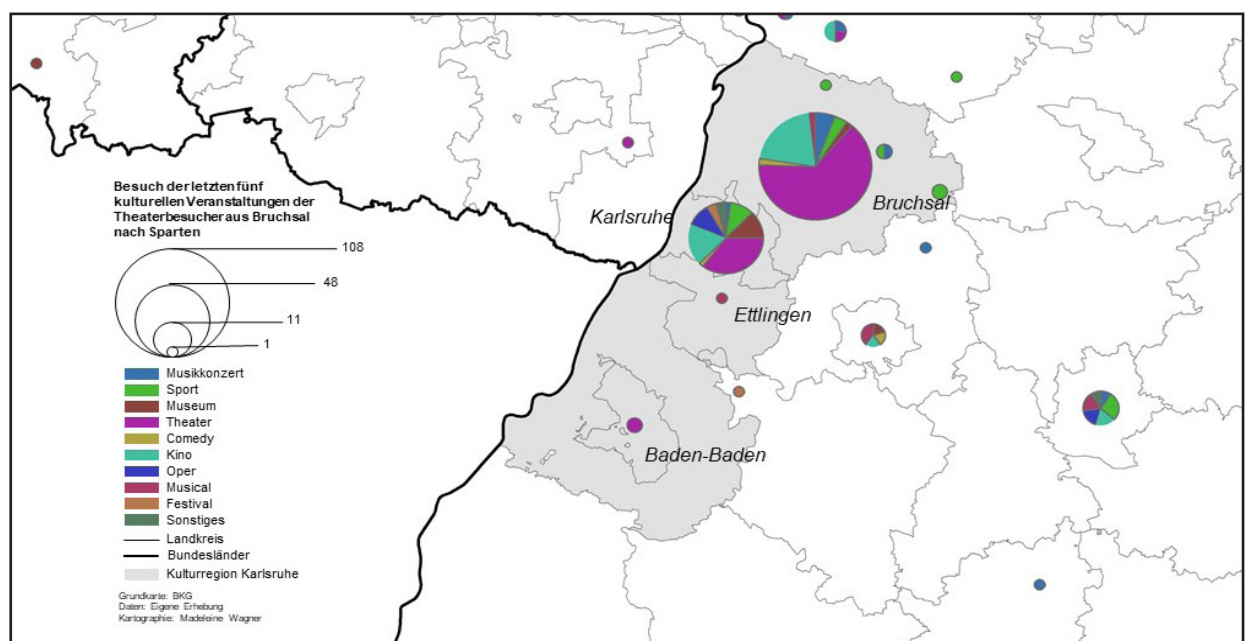 Besuch der letzten fünf
kulturellen Veranstaltungen der
Theaterbesucher aus Bruchsal
nach Sparten
108
48
11
1
Musikkonzert
Sport
Museum
Theater
Comedy
Kino
Oper
Musical
Festival
Sonstiges
Landkreis
Bundesländer
Kulturregion Karlsruhe
Grundkarte: BKG
Daten: Eigene Erhebung
Kartographie: Madeleine Wagner
Bruchsal
Karlsruhe
Ettlingen
Baden-Baden